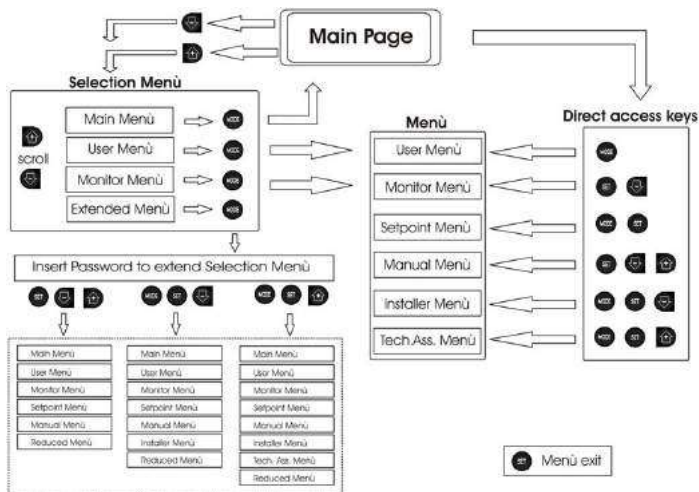 Main Page
Selection Menù
Main Menù
MODE
User Menù
MODE
Monitor Menù
MODE
Extended Menù
MODE
scroll
Insert Password to extend Selection Menù
SET
MODE SET
MODE SET
Main Menù
User Menù
Monitor Menù
Setpoint Menù
Manual Menù
Reduced Menù
Main Menù
User Menù
Monitor Menù
Setpoint Menù
Manual Menù
Installer Menù
Reduced Menù
Main Menù
User Menù
Monitor Menù
Setpoint Menù
Manual Menù
Installer Menù
Tech. Ass. Menù
Reduced Menù
Menù
User Menù
Monitor Menù
Setpoint Menù
Manual Menù
Installer Menù
Tech.Ass. Menù
Direct access keys
MODE
SET
MODE SET
SET
MODE SET
MODE SET
SET Menù exit